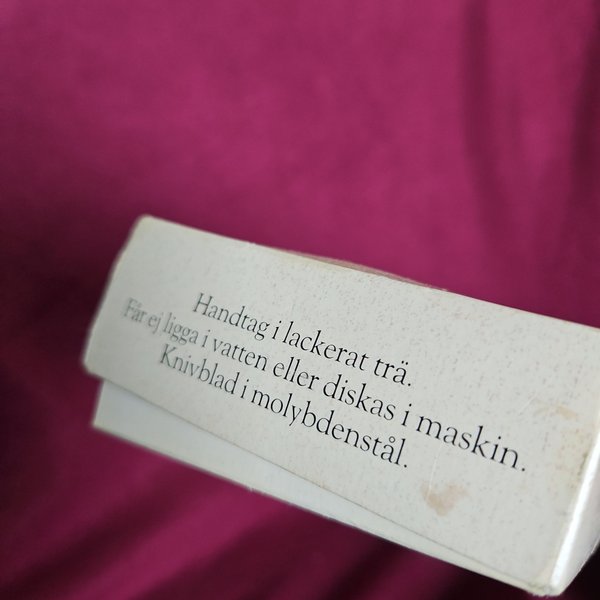 Handtag i lackerat trä.
Får ej ligga i vatten eller diskas i maskin.
Knivblad i molybdenstål.